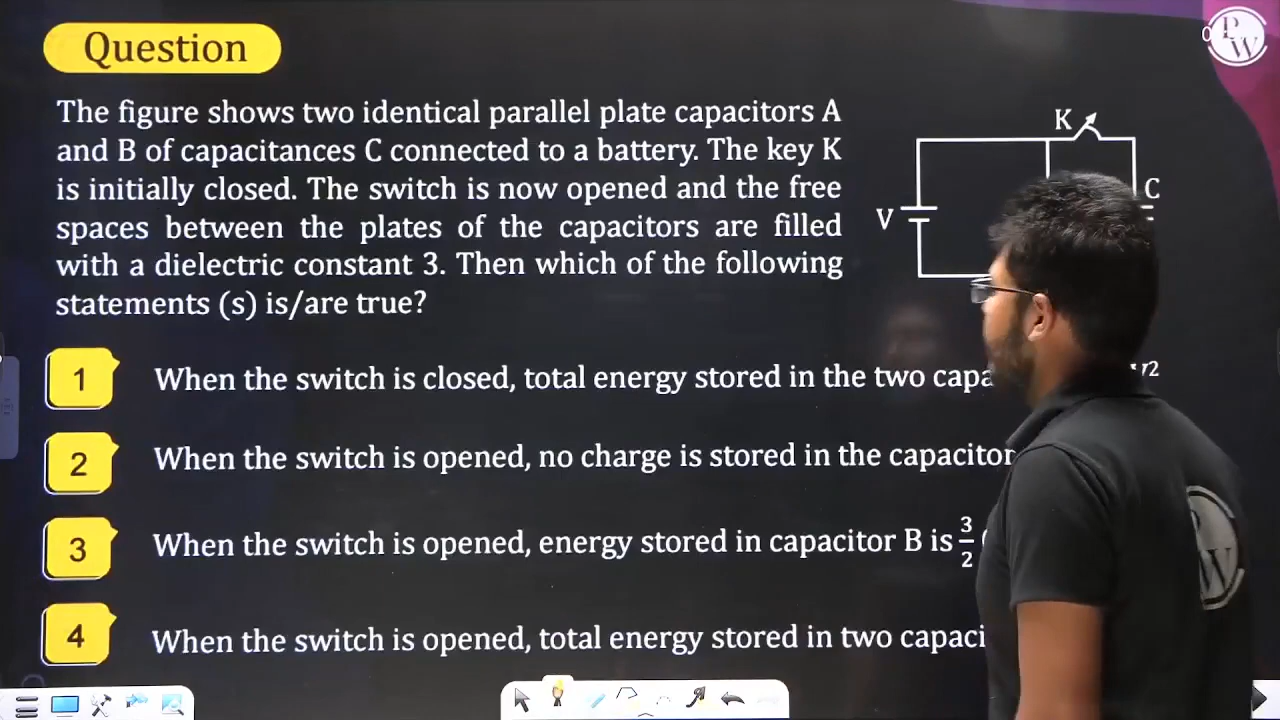 Question
The figure shows two identical parallel plate capacitors A
and B of capacitances C connected to a battery. The key K
is initially closed. The switch is now opened and the free
spaces between the plates of the capacitors are filled
with a dielectric constant 3. Then which of the following
statements (s) is/are true?
K
C
V
1 When the switch is closed, total energy stored in the two
2 When the switch is opened, no charge is stored in the capacitor
3 When the switch is opened, energy stored in capacitor B is 3/2
4 When the switch is opened, total energy stored in two
PW
PW